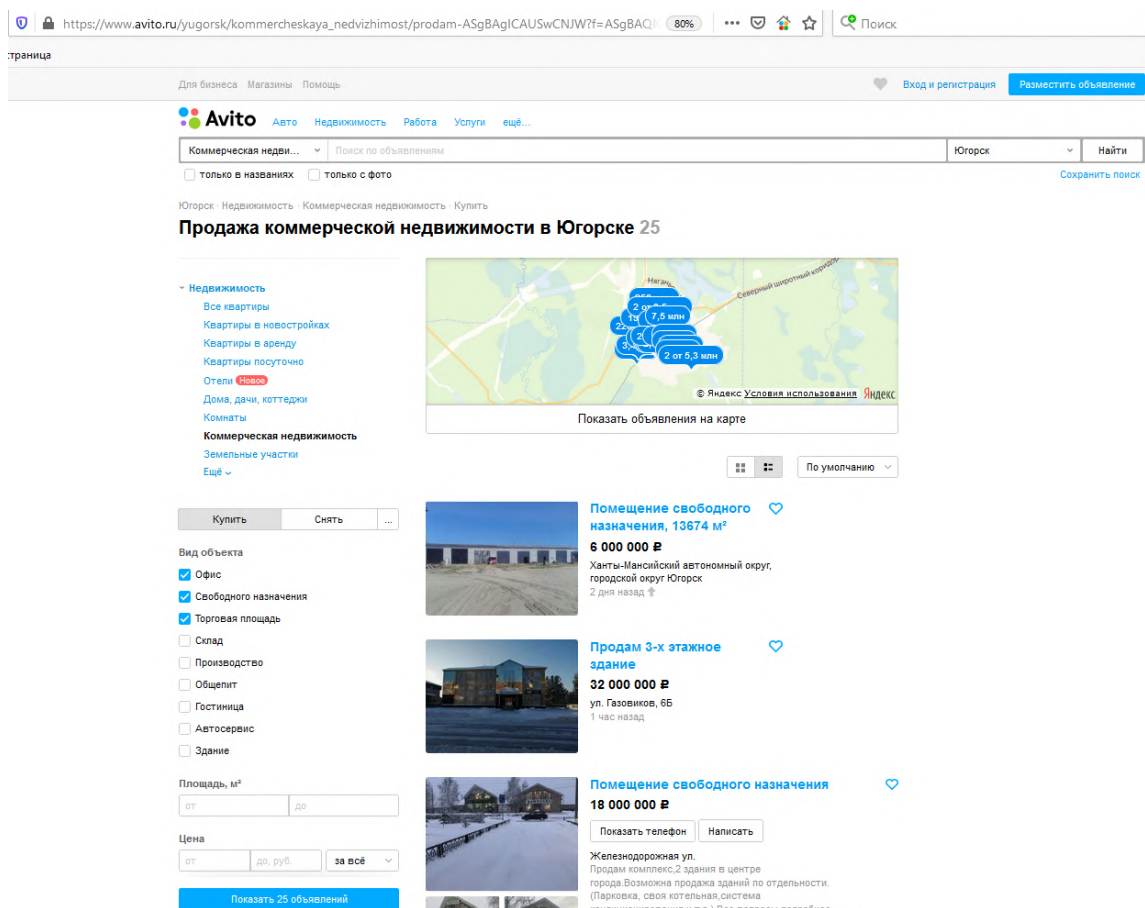 https://www.avito.ru/yugorsk/kommercheskaya_nedvizhimost/prodam-ASgBAgICAUSwCNJW?f=ASgBAQI
80%
Поиск
страница
Для бизнеса Магазины Помощь
Вход и регистрация
Разместить объявление
Avito Авто Недвижимость Работа Услуги ещё...
Коммерческая недви... Поиск по объявлениям Югорск Найти
только в названиях только с фото Сохранить поиск
Югорск · Недвижимость · Коммерческая недвижимость · Купить
Продажа коммерческой недвижимости в Югорске 25
Недвижимость
Все квартиры
Квартиры в новостройках
Квартиры в аренду
Квартиры посуточно
Отели Новое
Дома, дачи, коттеджи
Комнаты
Коммерческая недвижимость
Земельные участки
Ещё
Северный широтный коридор
7,5 млн
2 от 5,3 млн
© Яндекс Условия использования Яндекс
Показать объявления на карте
По умолчанию
Купить Снять ...
Вид объекта
Офис
Свободного назначения
Торговая площадь
Склад
Производство
Общепит
Гостиница
Автосервис
Здание
Площадь, м²
от до
Цена
от до, руб. за всё
Показать 25 объявлений
Помещение свободного
назначения, 13674 м²
6 000 000 ₽
Ханты-Мансийский автономный округ,
городской округ Югорск
2 дня назад
Продам 3-х этажное
здание
32 000 000 ₽
ул. Газовиков, 6Б
1 час назад
Помещение свободного назначения
18 000 000 ₽
Показать телефон Написать
Железнодорожная ул.
Продам комплекс,2 здания в центре
города.Возможна продажа зданий по отдельности.
(Парковка, своя котельная,система